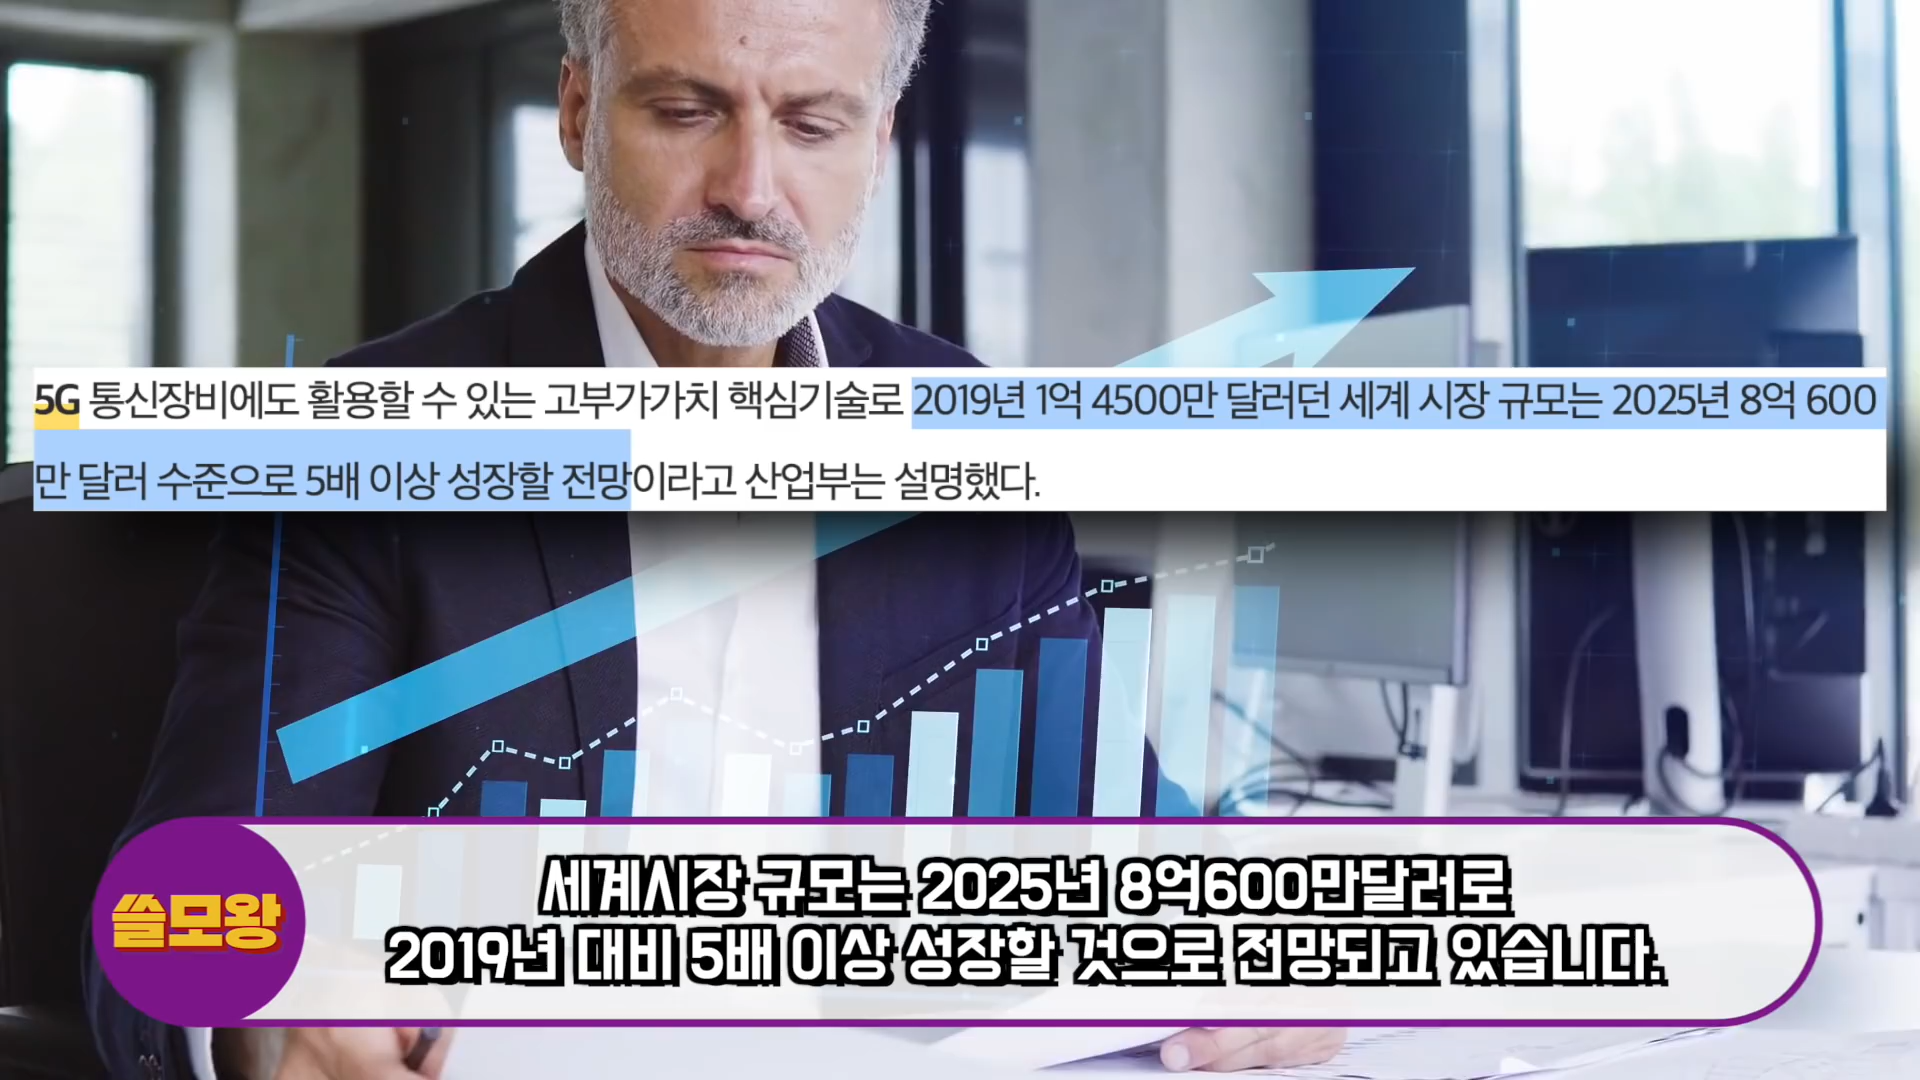 5G 통신장비에도 활용할 수 있는 고부가가치 핵심기술로 2019년 1억 4500만 달러던 세계 시장 규모는 2025년 8억 600
만 달러 수준으로 5배 이상 성장할 전망이라고 산업부는 설명했다.
쓸모왕
세계시장 규모는 2025년 8억600만달러로
2019년 대비 5배 이상 성장할 것으로 전망되고 있습니다.